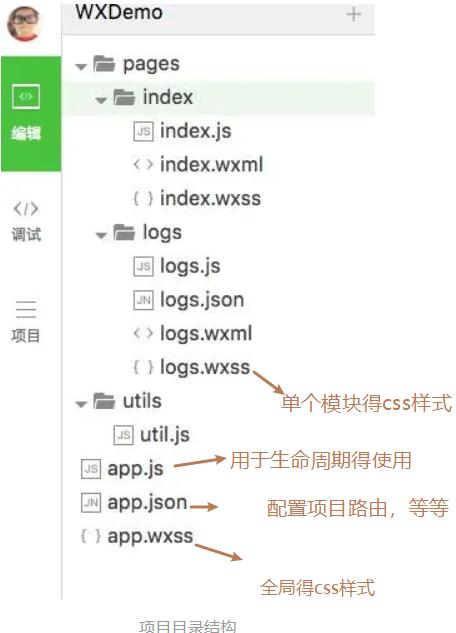 WXDemo
pages
index
编辑
JS index.js
index.wxml
index.wxss
调试
logs
JS logs.js
JN logs.json
项目
logs.wxml
logs.wxss
单个模块得css样式
utils
JS util.js
JS app.js
用于生命周期得使用
JN app.json
配置项目路由，等等
app.wxss
全局得css样式
项目目录结构